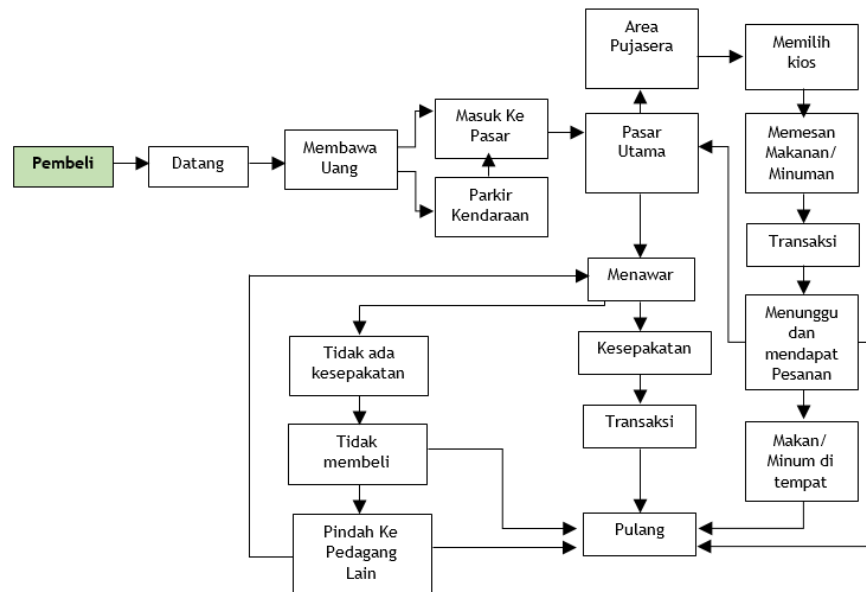 Pembeli
Datang
Membawa
Uang
Masuk Ke
Pasar
Parkir
Kendaraan
Pasar
Utama
Area
Pujasera
Memilih
kios
Memesan
Makanan/
Minuman
Transaksi
Menunggu
dan
mendapat
Pesanan
Makan/
Minum di
tempat
Menawar
Kesepakatan
Transaksi
Pulang
Tidak ada
kesepakatan
Tidak
membeli
Pindah Ke
Pedagang
Lain